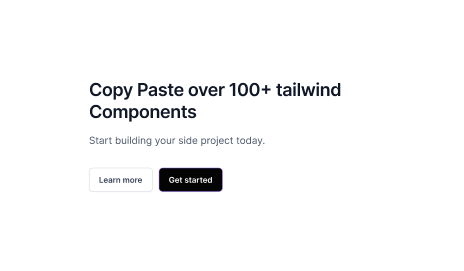 Copy Paste over 100+ tailwind
Components
Start building your side project today.
Learn more
Get started